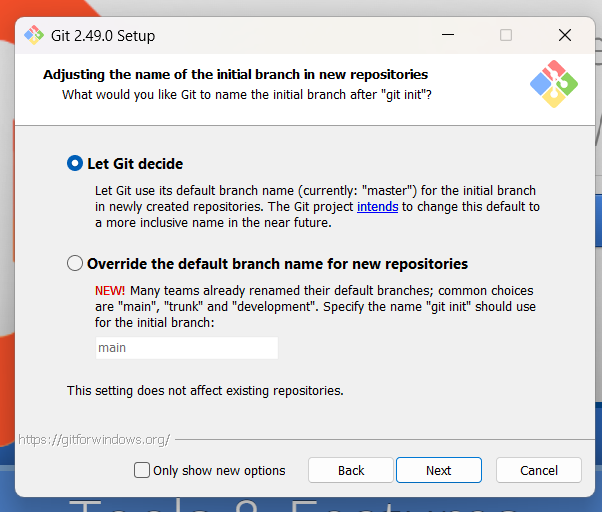 Git 2.49.0 Setup
Adjusting the name of the initial branch in new repositories
What would you like Git to name the initial branch after "git init"?
Let Git decide
Let Git use its default branch name (currently: "master") for the initial branch
in newly created repositories. The Git project intends to change this default to
a more inclusive name in the near future.
Override the default branch name for new repositories
NEW! Many teams already renamed their default branches; common choices
are "main", "trunk" and "development". Specify the name "git init" should use
for the initial branch:
main
This setting does not affect existing repositories.
https://gitforwindows.org/
Only show new options
Back
Next
Cancel